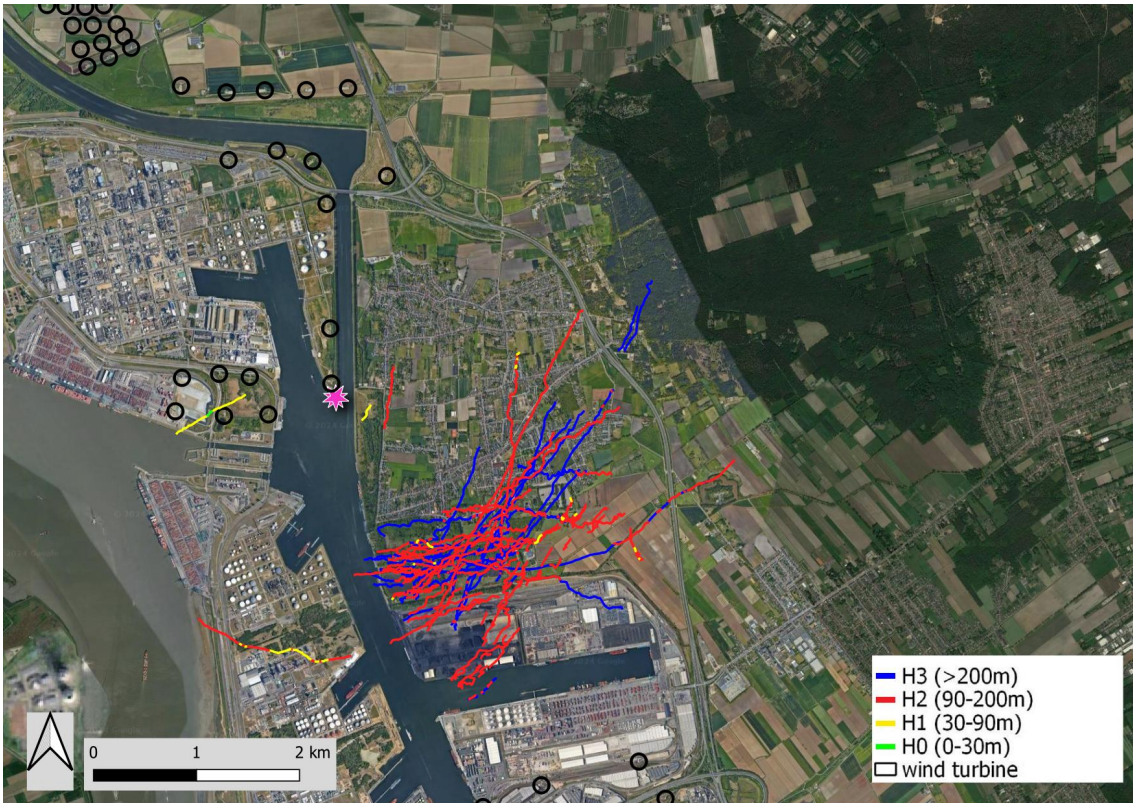 0
1
2 km
H3 (>200m)
H2 (90-200m)
H1 (30-90m)
H0 (0-30m)
wind turbine